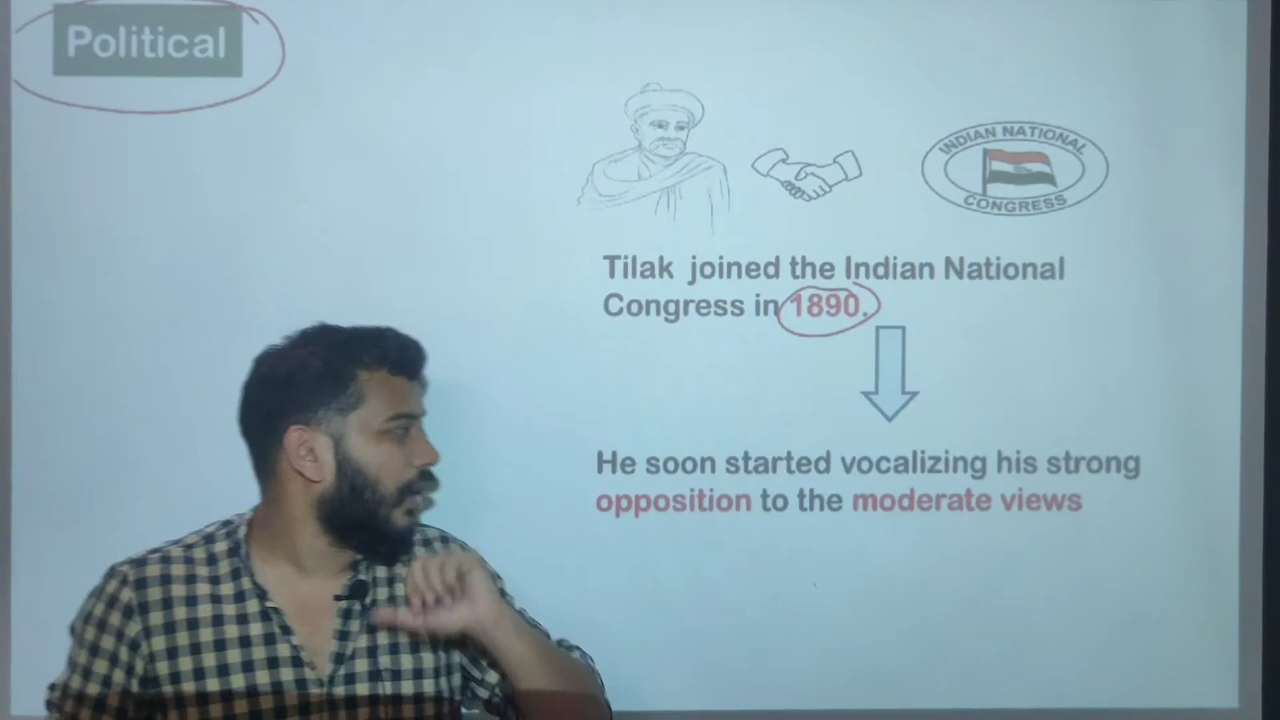 Political
INDIAN NATIONAL
CONGRESS
Tilak joined the Indian National
Congress in 1890.
He soon started vocalizing his strong
opposition to the moderate views